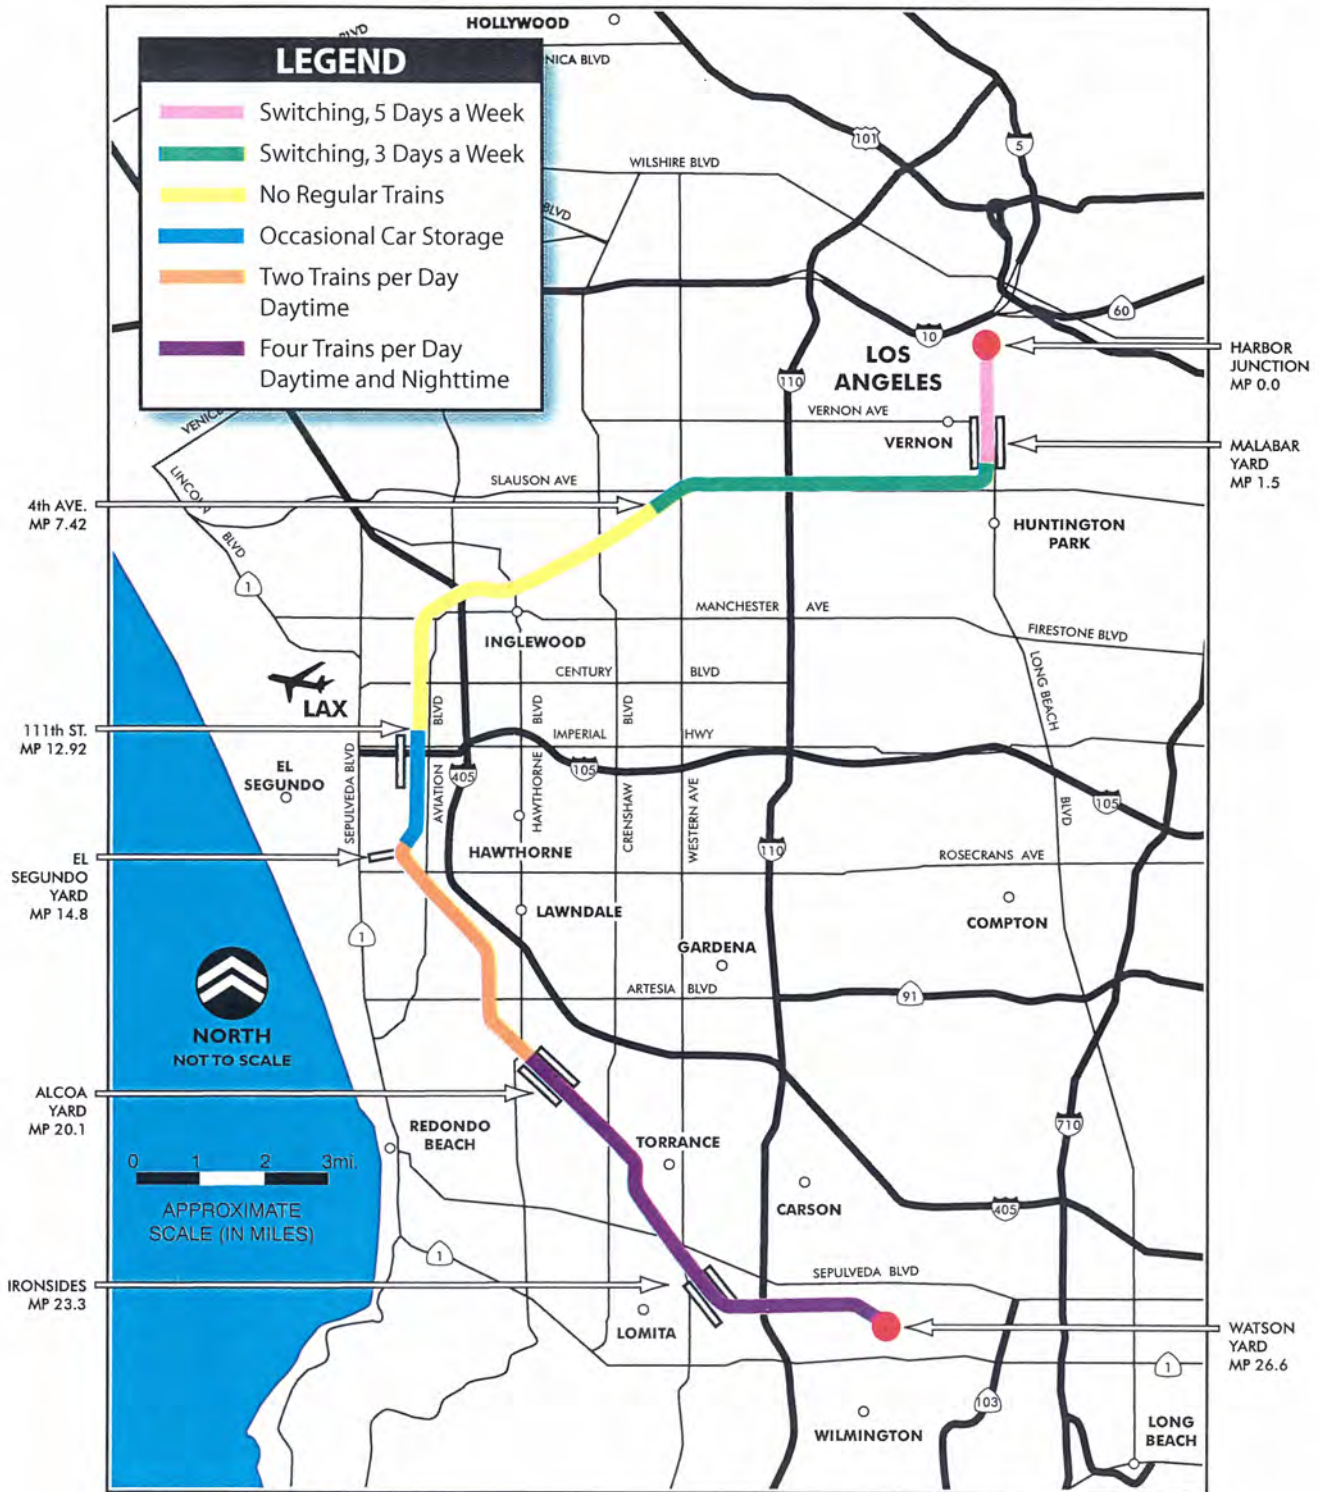 HOLLYWOOD
BLVD
NICA BLVD
LEGEND
Switching, 5 Days a Week
Switching, 3 Days a Week
No Regular Trains
Occasional Car Storage
Two Trains per Day
Daytime
Four Trains per Day
Daytime and Nighttime
101
5
WILSHIRE BLVD
BLVD
60
10
LOS
ANGELES
HARBOR
JUNCTION
MP 0.0
110
VERNON AVE
VENICE
VERNON
MALABAR
YARD
MP 1.5
LINCOLN
BLVD
SLAUSON AVE
4th AVE.
MP 7.42
HUNTINGTON
PARK
1
MANCHESTER AVE
FIRESTONE BLVD
INGLEWOOD
CENTURY BLVD
LONG BEACH
BLVD
LAX
111th ST.
MP 12.92
IMPERIAL HWY
EL
SEGUNDO
SEPULVEDA BLVD
AVIATION BLVD
HAWTHORNE BLVD
CRENSHAW BLVD
WESTERN AVE
405
105
105
110
HAWTHORNE
ROSECRANS AVE
EL
SEGUNDO
YARD
MP 14.8
LAWNDALE
COMPTON
1
GARDENA
ARTESIA BLVD
91
NORTH
NOT TO SCALE
ALCOA
YARD
MP 20.1
REDONDO
BEACH
TORRANCE
710
0 1 2 3mi.
APPROXIMATE
SCALE (IN MILES)
CARSON
405
1
SEPULVEDA BLVD
IRONSIDES
MP 23.3
LOMITA
WATSON
YARD
MP 26.6
1
103
WILMINGTON
LONG
BEACH